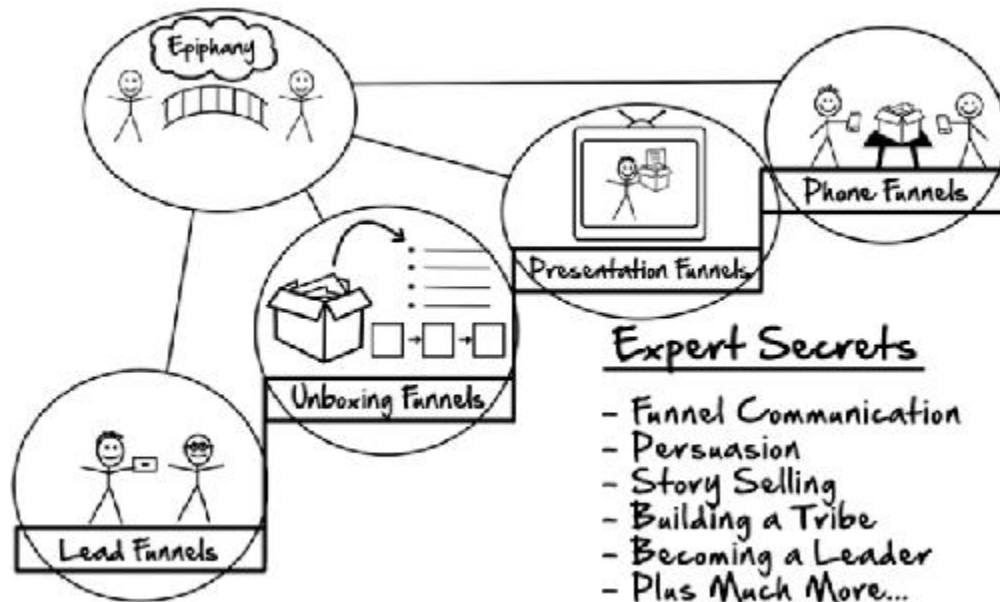 Epiphany
Phone Funnels
Presentation Funnels
Unboxing Funnels
Lead Funnels
Expert Secrets
- Funnel Communication
- Persuasion
- Story Selling
- Building a Tribe
- Becoming a Leader
- Plus Much More...